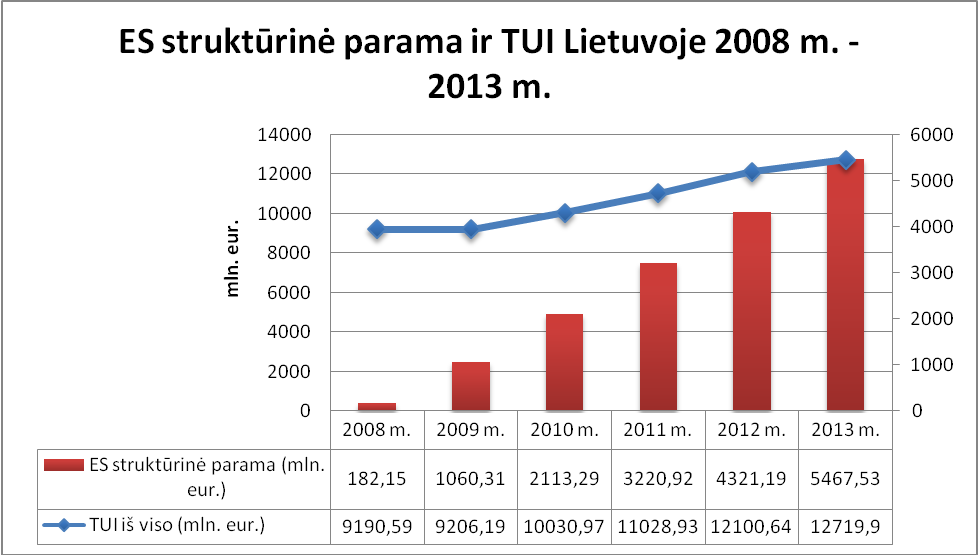 ES struktūrinė parama ir TUI Lietuvoje 2008 m. -
2013 m.
14000
12000
10000
8000
6000
4000
2000
0
mln. eur.
6000
5000
4000
3000
2000
1000
0
2008 m. 2009 m. 2010 m. 2011 m. 2012 m. 2013 m.
ES struktūrinė parama (mln.
eur.)
182,15 1060,31 2113,29 3220,92 4321,19 5467,53
TUI iš viso (mln. eur.) 9190,59 9206,19 10030,97 11028,93 12100,64 12719,9